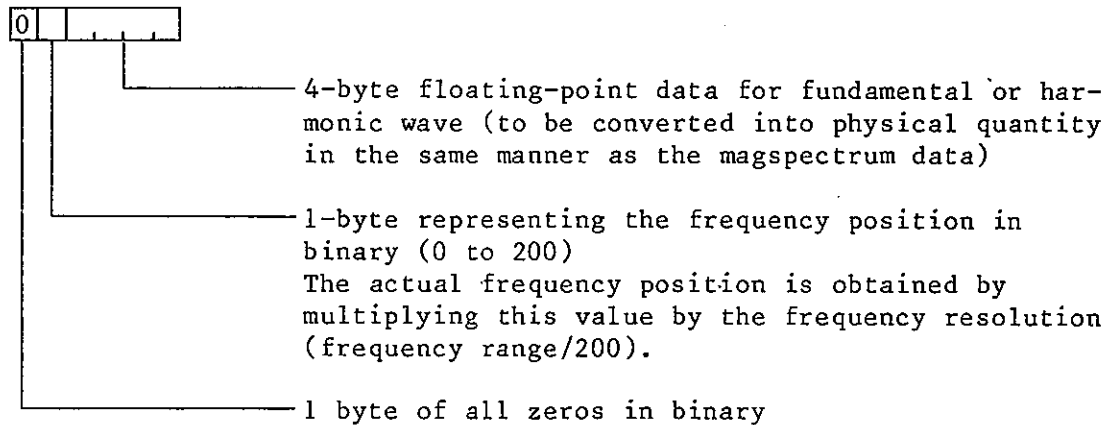 0
4-byte floating-point data for fundamental or har-
monic wave (to be converted into physical quantity
in the same manner as the magspectrum data)
1-byte representing the frequency position in
binary (0 to 200)
The actual frequency position is obtained by
multiplying this value by the frequency resolution
(frequency range/200).
1 byte of all zeros in binary